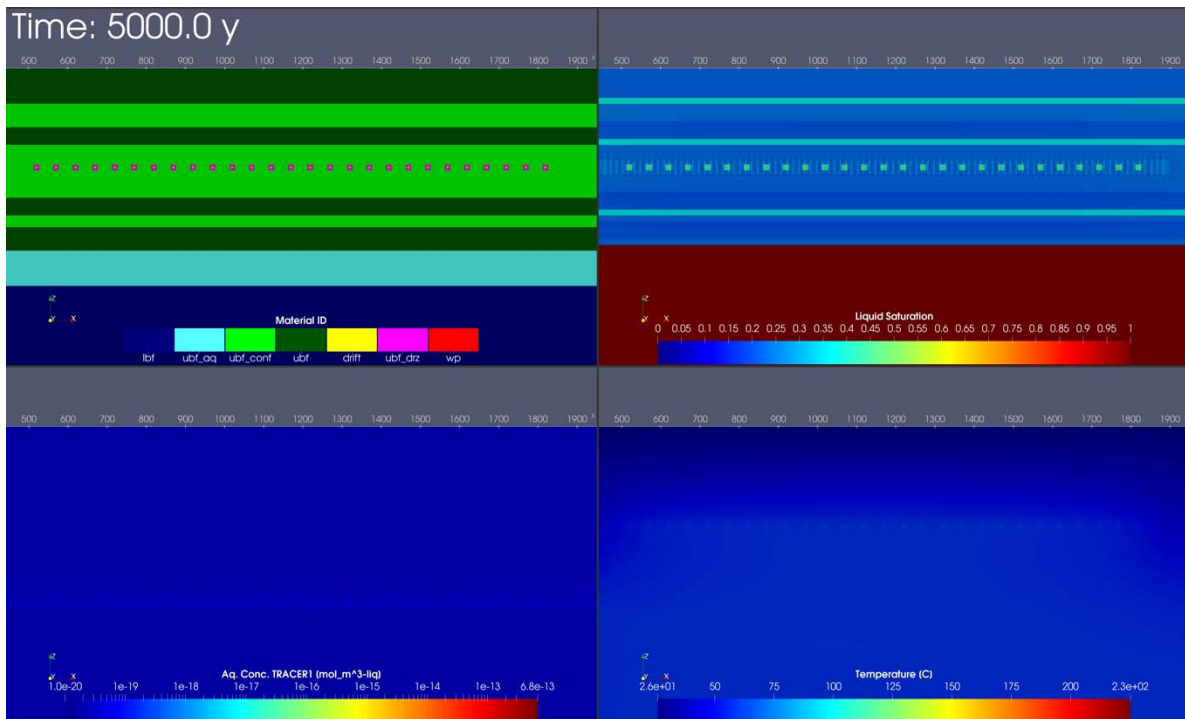 Time: 5000.0 y
500 600 700 800 900 1000 1100 1200 1300 1400 1500 1600 1700 1800 1900 X
500 600 700 800 900 1000 1100 1200 1300 1400 1500 1600 1700 1800 1900 X
Z
Y X
Material ID
lbf ubf_aq ubf_conf ubf drift ubf_drz wp
Z
Y X
Liquid Saturation
0 0.05 0.1 0.15 0.2 0.25 0.3 0.35 0.4 0.45 0.5 0.55 0.6 0.65 0.7 0.75 0.8 0.85 0.9 0.95 1
500 600 700 800 900 1000 1100 1200 1300 1400 1500 1600 1700 1800 1900 X
500 600 700 800 900 1000 1100 1200 1300 1400 1500 1600 1700 1800 1900 X
Z
Y X
Aq. Conc. TRACER1 [mol_m^3-liq]
1.0e-20 1e-19 1e-18 1e-17 1e-16 1e-15 1e-14 1e-13 6.8e-13
Z
Y X
Temperature (C)
2.6e+01 50 75 100 125 150 175 200 2.3e+02